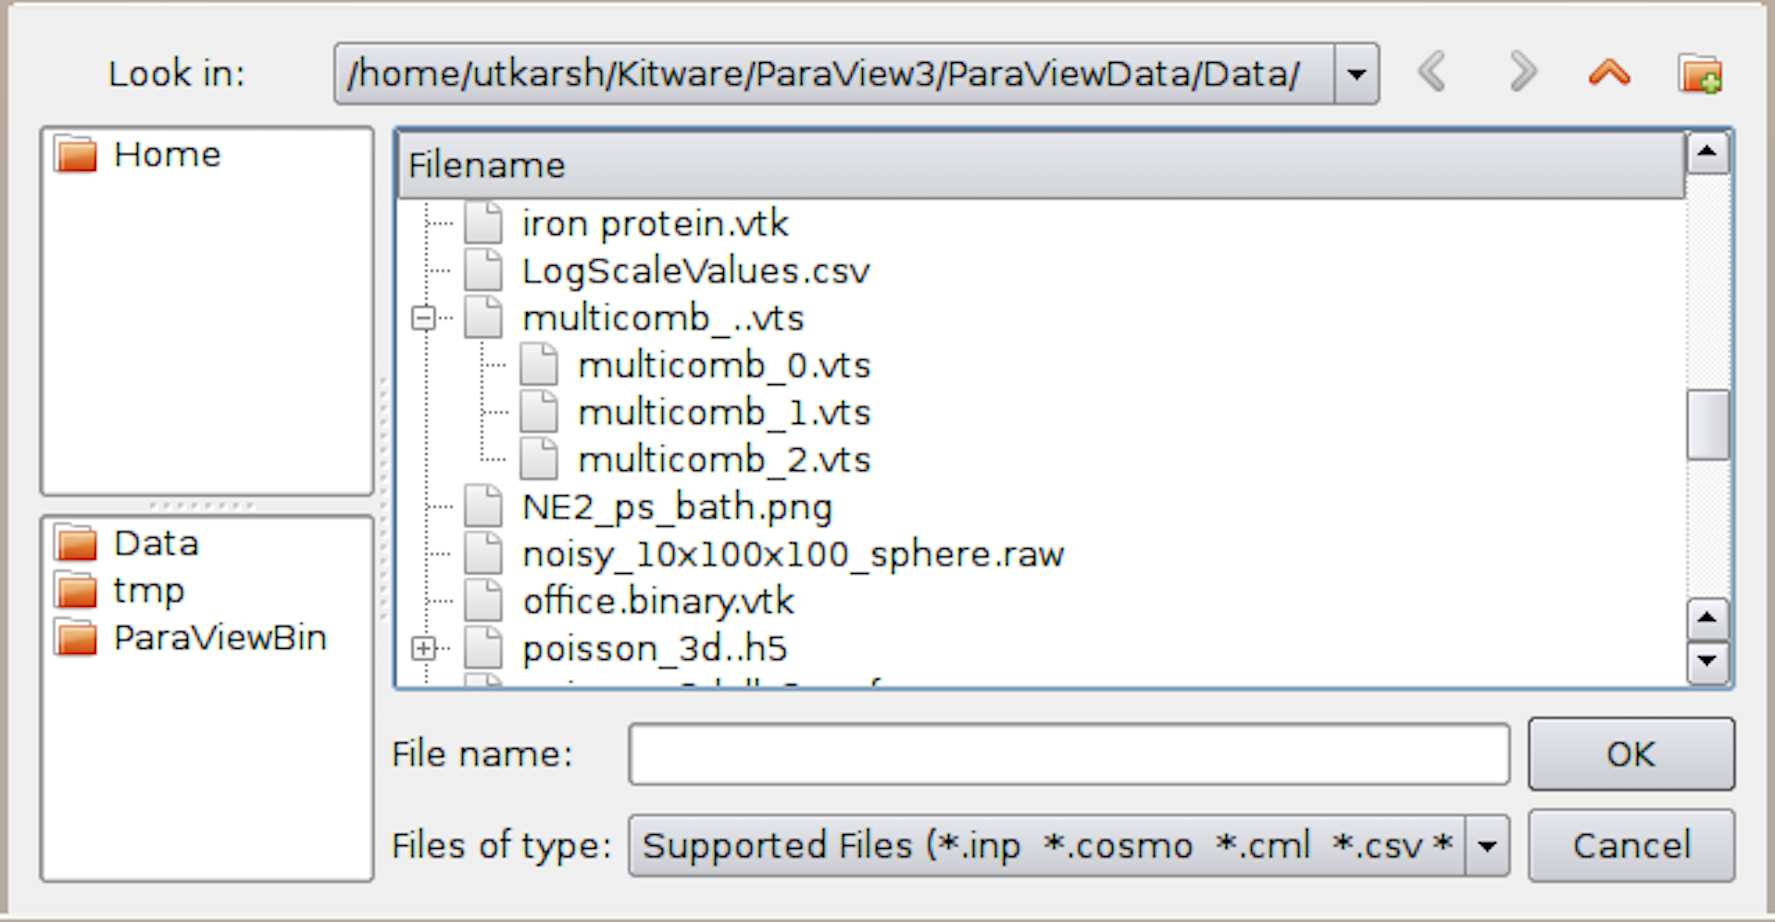 Look in: /home/utkarsh/Kitware/ParaView3/ParaViewData/Data/
Home
Data
tmp
ParaViewBin
Filename
iron protein.vtk
LogScaleValues.csv
multicomb_..vts
multicomb_0.vts
multicomb_1.vts
multicomb_2.vts
NE2_ps_bath.png
noisy_10x100x100_sphere.raw
office.binary.vtk
poisson_3d..h5
File name: OK
Files of type: Supported Files (*.inp *.cosmo *.cml *.csv * Cancel